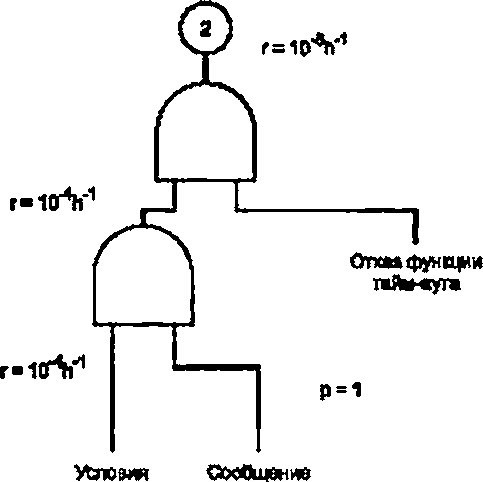 2
r = 10⁻⁸h⁻¹
r = 10⁻⁴h⁻¹
Отказ функции
тайм-аута
r = 10⁻⁴h⁻¹
p = 1
Условия
Сообщение